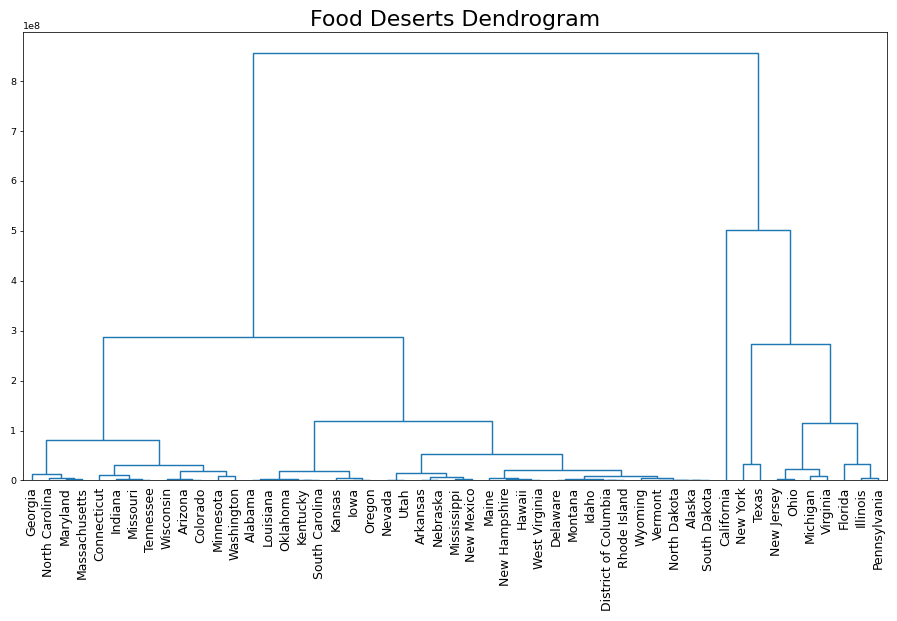 Food Deserts Dendrogram
1e8
8
7
6
5
4
3
2
1
0
Georgia
North Carolina
Maryland
Massachusetts
Connecticut
Indiana
Missouri
Tennessee
Wisconsin
Arizona
Colorado
Minnesota
Washington
Alabama
Louisiana
Oklahoma
Kentucky
South Carolina
Kansas
Iowa
Oregon
Nevada
Utah
Arkansas
Nebraska
Mississippi
New Mexico
Maine
New Hampshire
Hawaii
West Virginia
Delaware
Montana
Idaho
District of Columbia
Rhode Island
Wyoming
Vermont
North Dakota
Alaska
South Dakota
California
New York
Texas
New Jersey
Ohio
Michigan
Virginia
Florida
Illinois
Pennsylvania